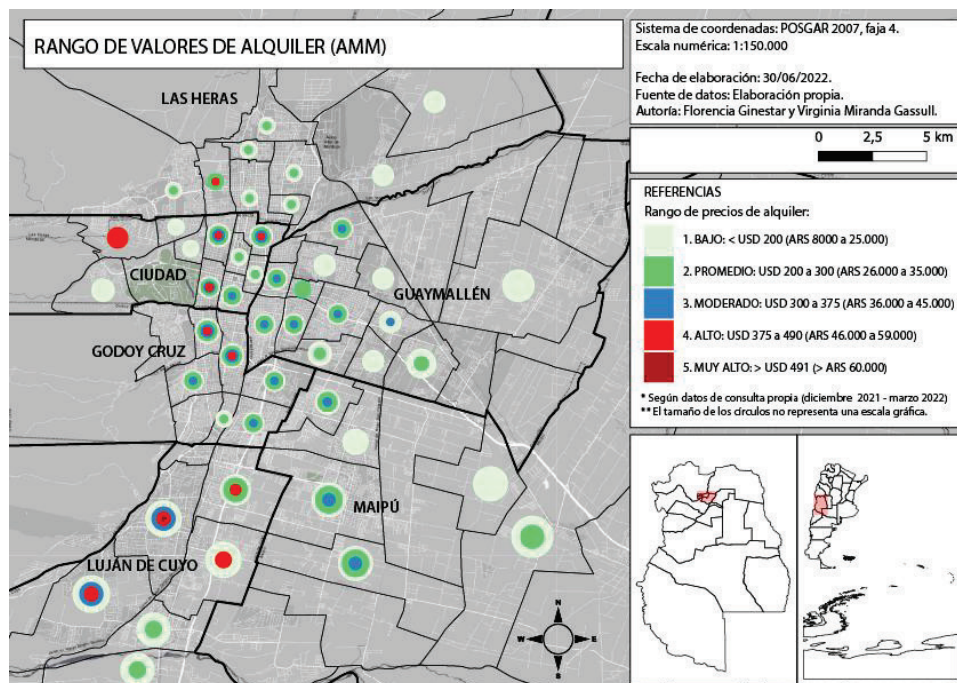 RANGO DE VALORES DE ALQUILER (AMM)
Sistema de coordenadas: POSGAR 2007, faja 4.
Escala numérica: 1:150.000
Fecha de elaboración: 30/06/2022.
Fuente de datos: Elaboración propia.
Autoría: Florencia Ginestar y Virginia Miranda Gassull.
0 2,5 5 km
REFERENCIAS
Rango de precios de alquiler:
1. BAJO: < USD 200 (ARS 8000 a 25.000)
2. PROMEDIO: USD 200 a 300 (ARS 26.000 a 35.000)
3. MODERADO: USD 300 a 375 (ARS 36.000 a 45.000)
4. ALTO: USD 375 a 490 (ARS 46.000 a 59.000)
5. MUY ALTO: > USD 491 (> ARS 60.000)
* Según datos de consulta propia (diciembre 2021 - marzo 2022)
** El tamaño de los círculos no representa una escala gráfica.
LAS HERAS
CIUDAD
GUAYMALLÉN
GODOY CRUZ
MAIPÚ
LUJÁN DE CUYO
N
W E
S